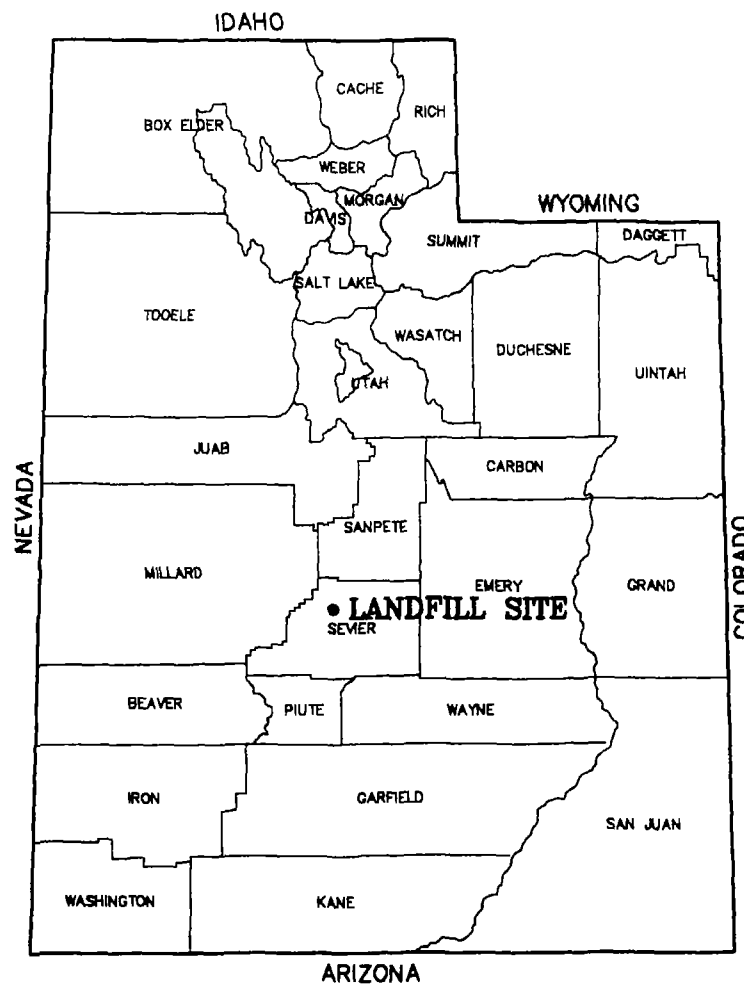 IDAHO
CACHE
RICH
BOX ELDER
WEBER
MORGAN
DAVIS
WYOMING
SUMMIT
DAGGETT
SALT LAKE
TOOELE
WASATCH
DUCHESNE
UINTAH
UTAH
JUAB
CARBON
NEVADA
SANPETE
MILLARD
EMERY
GRAND
COLORADO
LANDFILL SITE
SEVIER
BEAVER
PIUTE
WAYNE
IRON
GARFIELD
SAN JUAN
WASHINGTON
KANE
ARIZONA